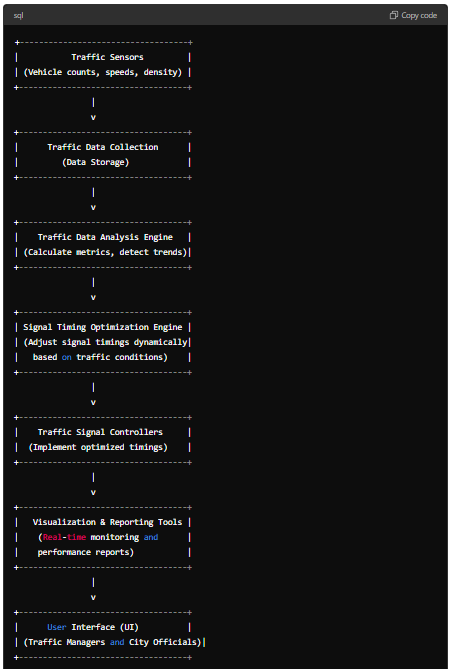 sql Copy code
+----------------------------------+
| Traffic Sensors |
| (Vehicle counts, speeds, density) |
+----------------------------------+
|
v
+----------------------------------+
| Traffic Data Collection |
| (Data Storage) |
+----------------------------------+
|
v
+----------------------------------+
| Traffic Data Analysis Engine |
| (Calculate metrics, detect trends)|
+----------------------------------+
|
v
+----------------------------------+
| Signal Timing Optimization Engine |
| (Adjust signal timings dynamically|
| based on traffic conditions) |
+----------------------------------+
|
v
+----------------------------------+
| Traffic Signal Controllers |
| (Implement optimized timings) |
+----------------------------------+
|
v
+----------------------------------+
| Visualization & Reporting Tools |
| (Real-time monitoring and |
| performance reports) |
+----------------------------------+
|
v
+----------------------------------+
| User Interface (UI) |
| (Traffic Managers and City Officials)|
+----------------------------------+